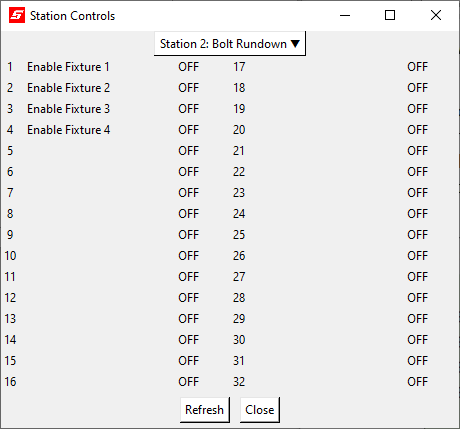 Station Controls
Station 2: Bolt Rundown ▼
1 Enable Fixture 1 OFF 17 OFF
2 Enable Fixture 2 OFF 18 OFF
3 Enable Fixture 3 OFF 19 OFF
4 Enable Fixture 4 OFF 20 OFF
5 OFF 21 OFF
6 OFF 22 OFF
7 OFF 23 OFF
8 OFF 24 OFF
9 OFF 25 OFF
10 OFF 26 OFF
11 OFF 27 OFF
12 OFF 28 OFF
13 OFF 29 OFF
14 OFF 30 OFF
15 OFF 31 OFF
16 OFF 32 OFF
Refresh Close